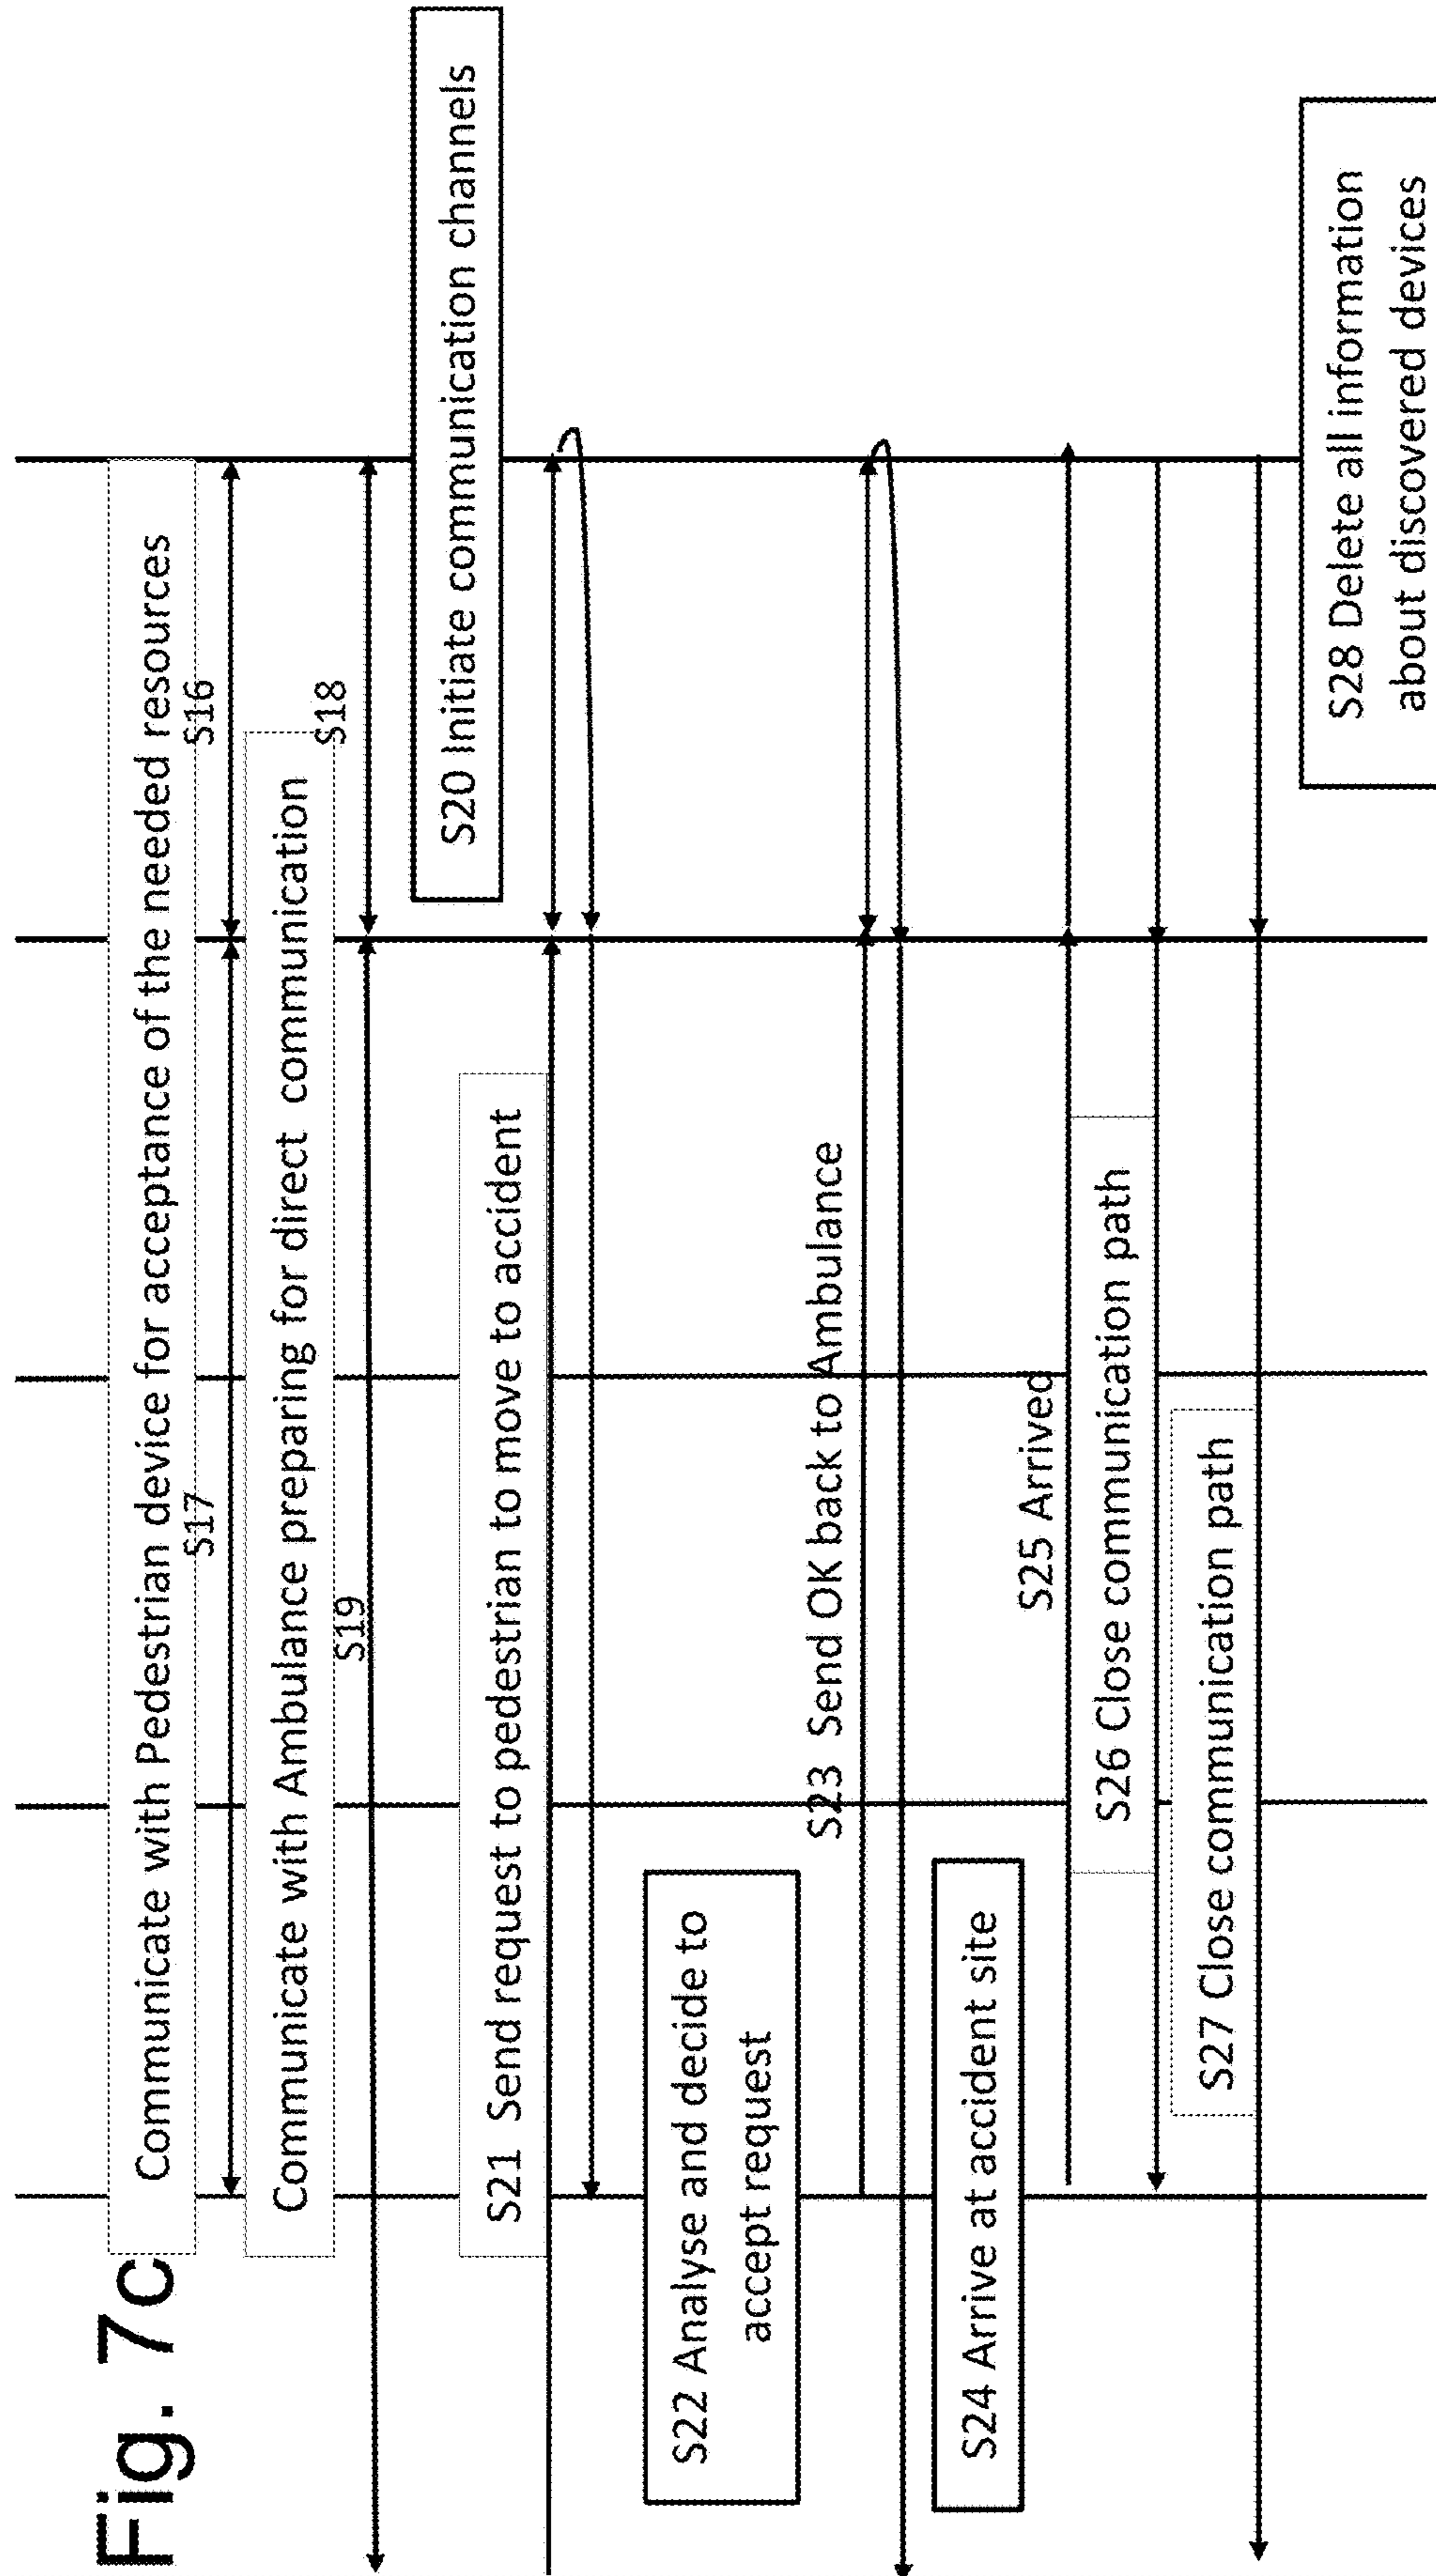 Fig. 7c
Communicate with Pedestrian device for acceptance of the needed resources
S17
S16
Communicate with Ambulance preparing for direct communication
S19
S18
S20 Initiate communication channels
S21 Send request to pedestrian to move to accident
S22 Analyse and decide to
accept request
S23 Send OK back to Ambulance
S24 Arrive at accident site
S25 Arrived
S26 Close communication path
S27 Close communication path
S28 Delete all information
about discovered devices